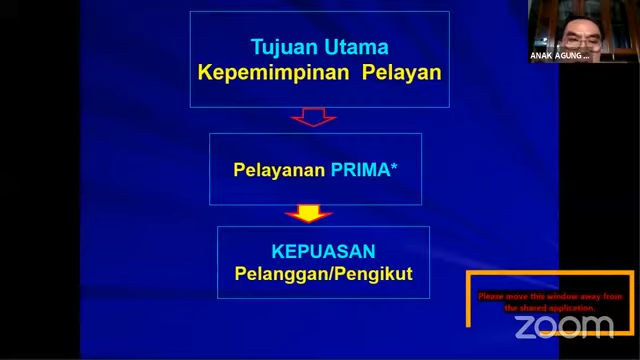 Tujuan Utama
Kepemimpinan Pelayan
ANAK AGUNG ...
Pelayanan PRIMA*
KEPUASAN
Pelanggan/Pengikut
Please move this window away from
the shared application.
zoom